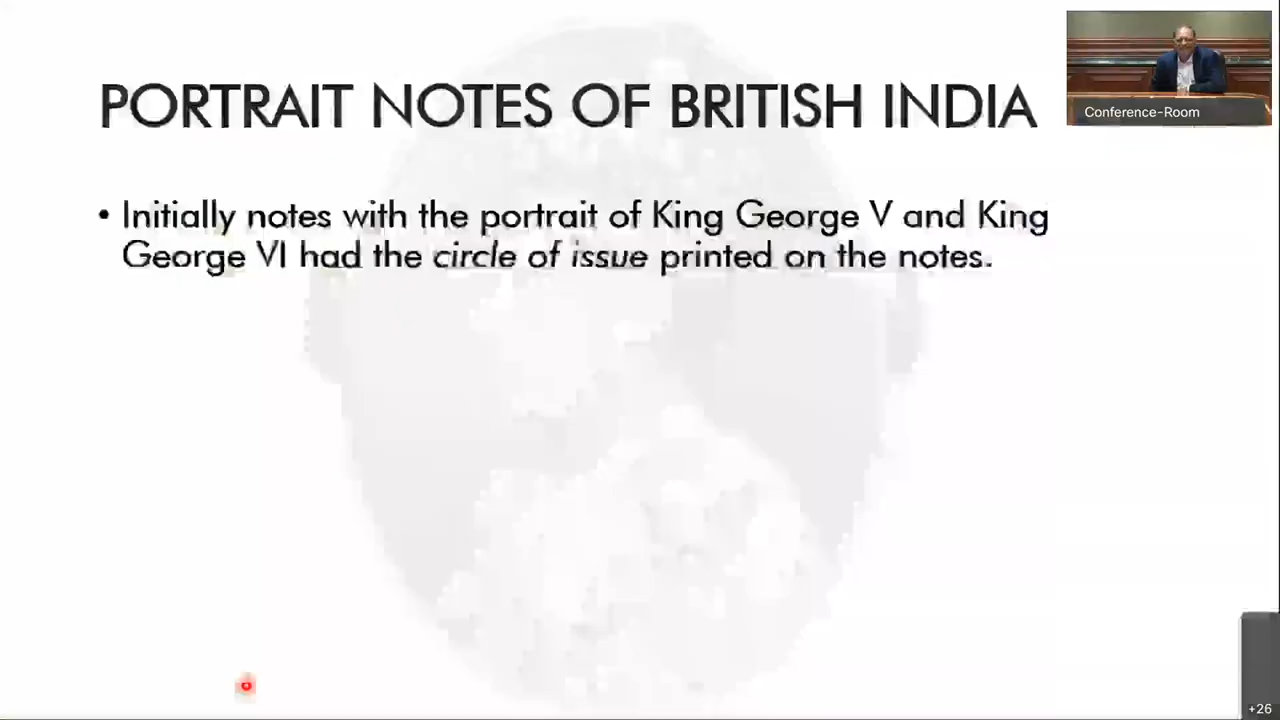 PORTRAIT NOTES OF BRITISH INDIA
• Initially notes with the portrait of King George V and King
George VI had the circle of issue printed on the notes.
Conference-Room
+26